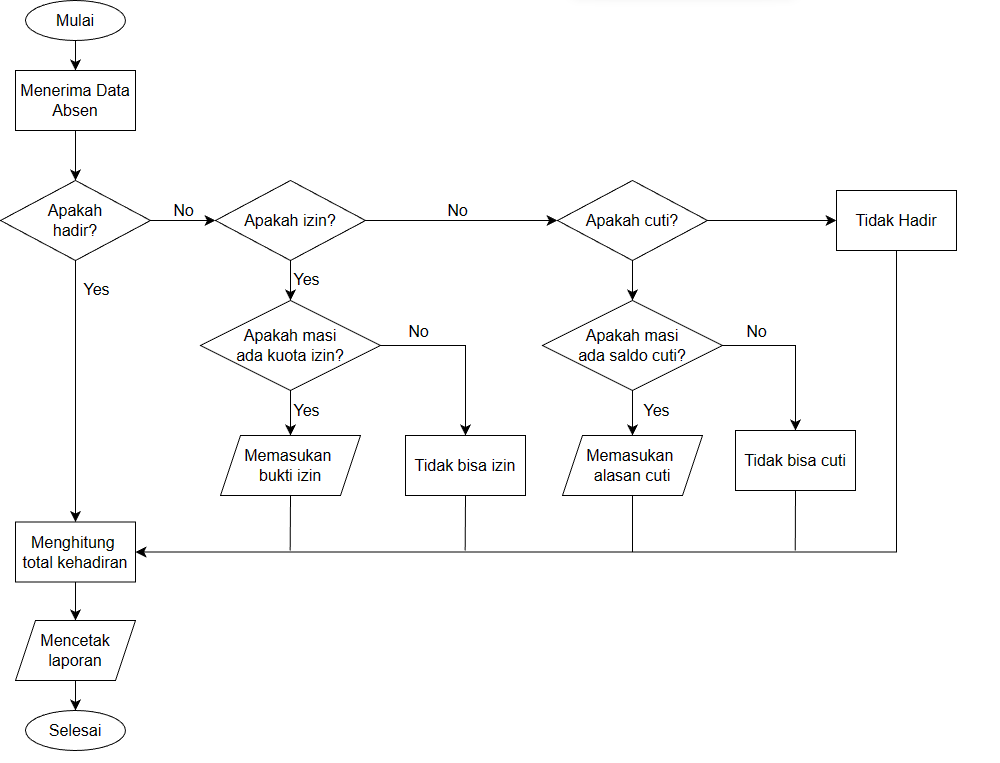 Mulai
Menerima Data
Absen
Apakah
hadir?
No
Apakah izin?
No
Apakah cuti?
Tidak Hadir
Yes
Yes
Apakah masi
ada kuota izin?
No
Apakah masi
ada saldo cuti?
No
Yes
Yes
Memasukan
bukti izin
Tidak bisa izin
Memasukan
alasan cuti
Tidak bisa cuti
Menghitung
total kehadiran
Mencetak
laporan
Selesai